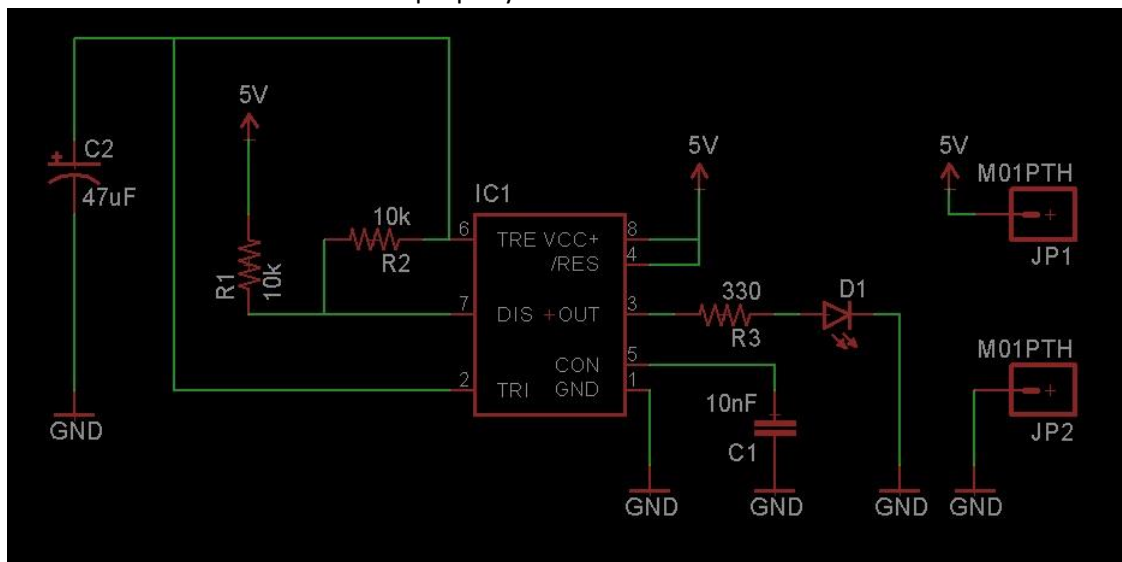 5V
C2
47uF
R1
10k
10k
R2
IC1
6
7
2
TRE VCC+
/RES
DIS +OUT
CON
TRI GND
8
4
3
5
1
5V
330
R3
D1
10nF
C1
5V
M01PTH
JP1
M01PTH
JP2
GND
GND
GND
GND
GND